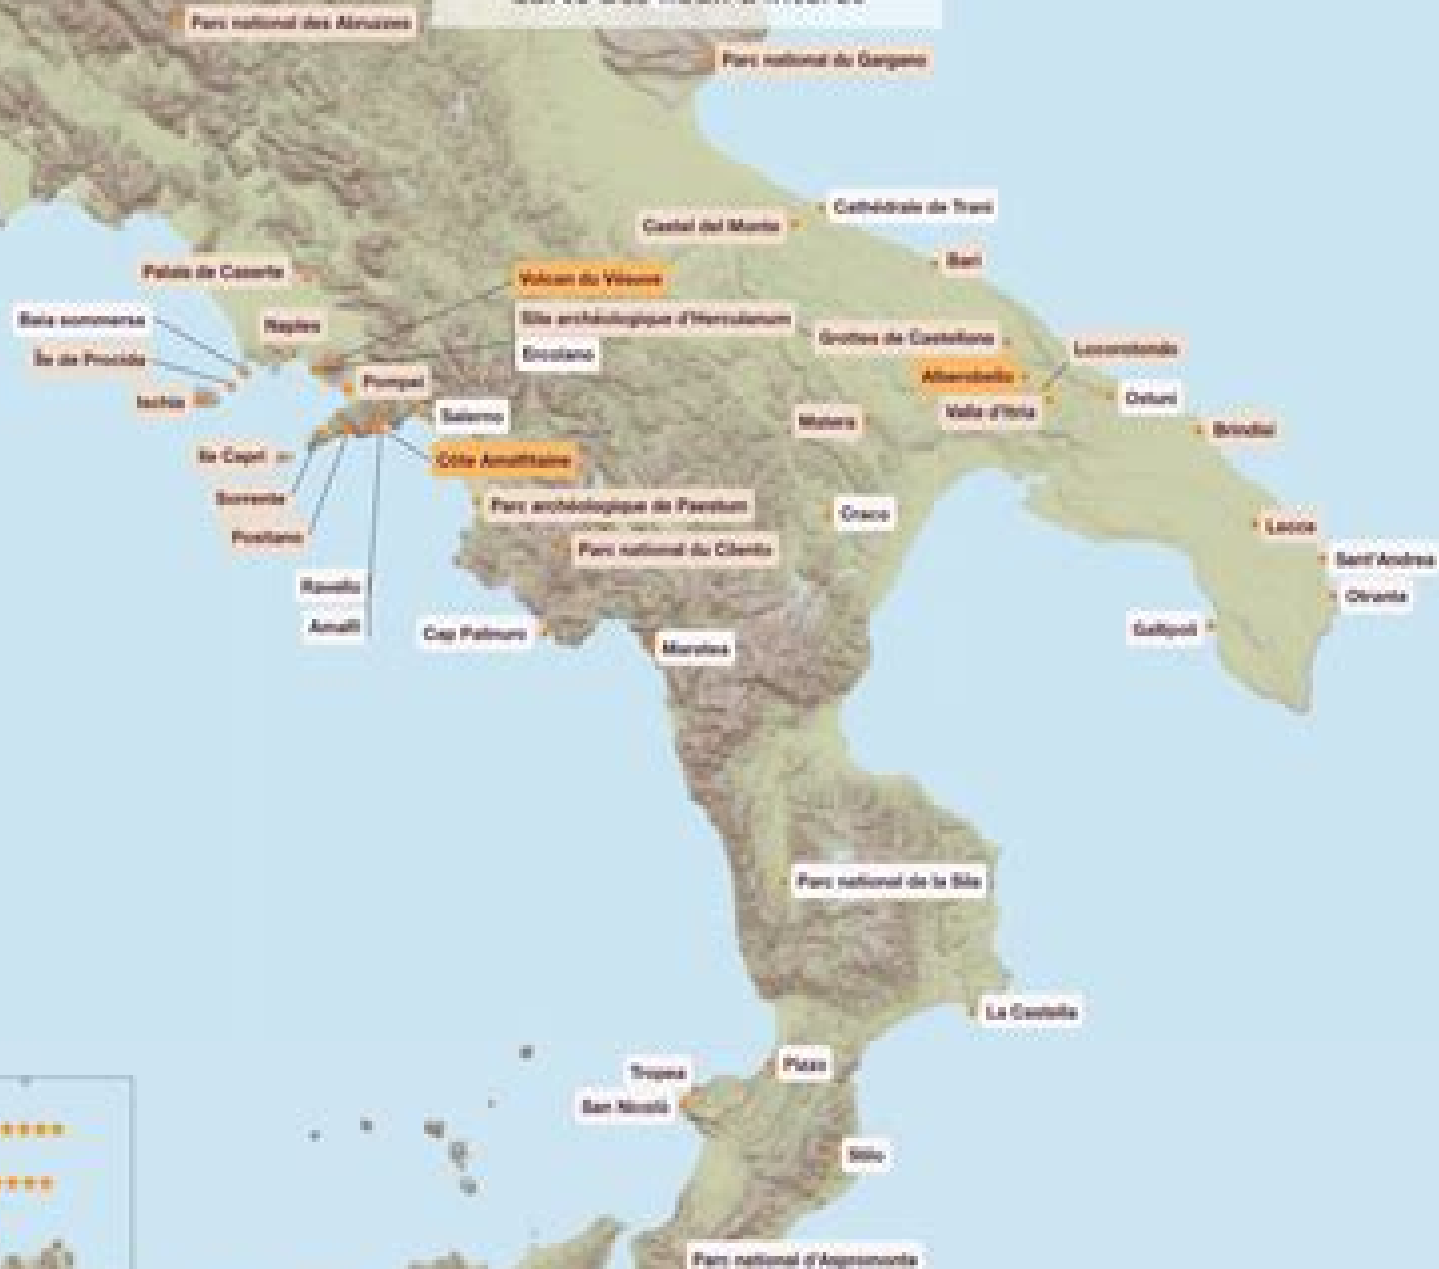 Parc national des Abruzzes
Parc national du Gargano
Cathédrale de Trani
Castel del Monte
Bari
Palais de Caserte
Volcan du Vésuve
Baia sommersa
Naples
Site archéologique d'Herculanum
Grottes de Castellana
Locorotondo
Île de Procida
Ercolano
Pompei
Alberobello
Ischia
Ostuni
Salerno
Valle d'Itria
Matera
Brindisi
Ile Capri
Côte Amalfitaine
Sorrente
Parc archéologique de Paestum
Craco
Lecce
Positano
Parc national du Cilento
Sant'Andrea
Ravello
Otrante
Amalfi
Cap Palinuro
Gallipoli
Maratea
Parc national de la Sila
La Castella
Pizzo
Tropea
San Nicolò
Stilo
Parc national d'Aspromonte